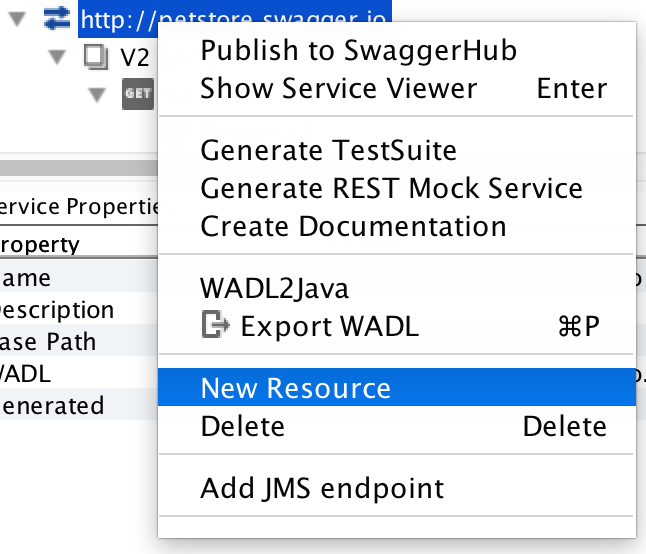 http://petstore.swagger.io
Publish to SwaggerHub
V2
Show Service Viewer Enter
GET
Generate TestSuite
Generate REST Mock Service
Create Documentation
WADL2Java
Export WADL ⌘P
New Resource
Delete Delete
Add JMS endpoint
ervice Propertie
roperty
ame
escription
ase Path
WADL
enerated